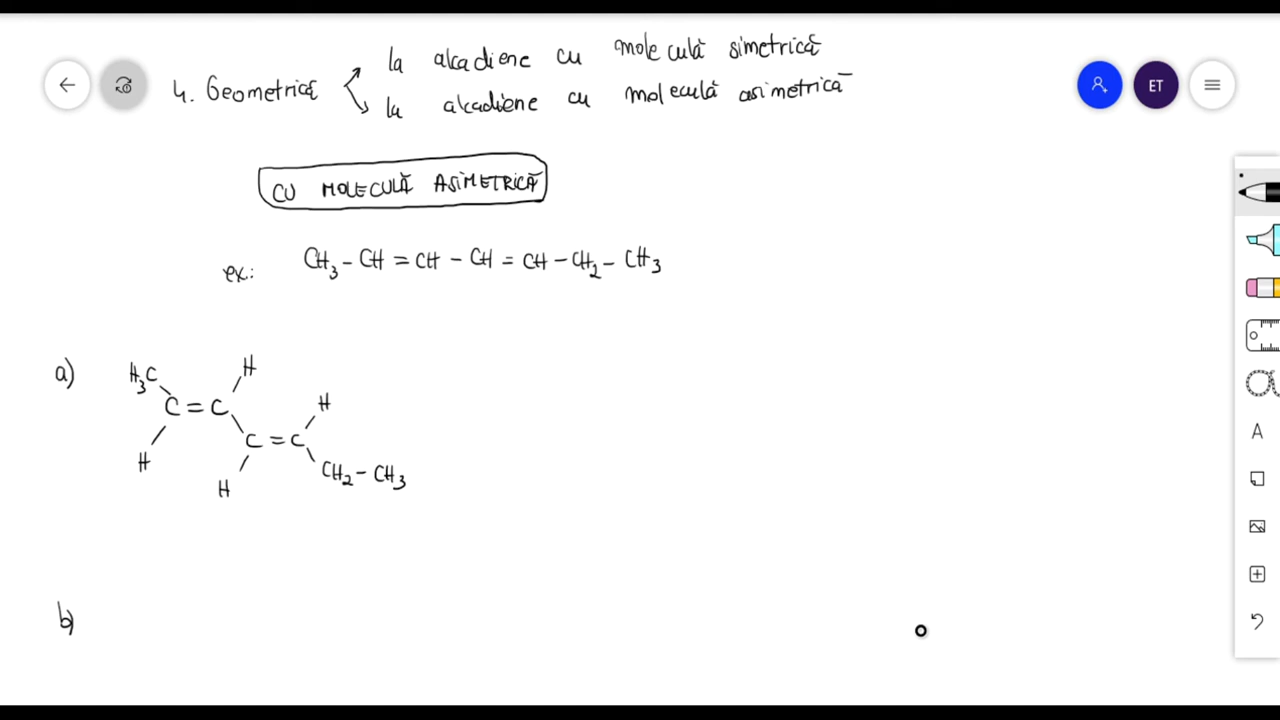 la alcadiene cu moleculă simetrică
4. Geometrică
la alcadiene cu moleculă asimetrică
ET
CU MOLECULĂ ASIMETRICĂ
ex: CH₃ - CH = CH - CH = CH - CH₂ - CH₃
a) H₃C H
C = C H
H C = C
H CH₂ - CH₃
b)
A